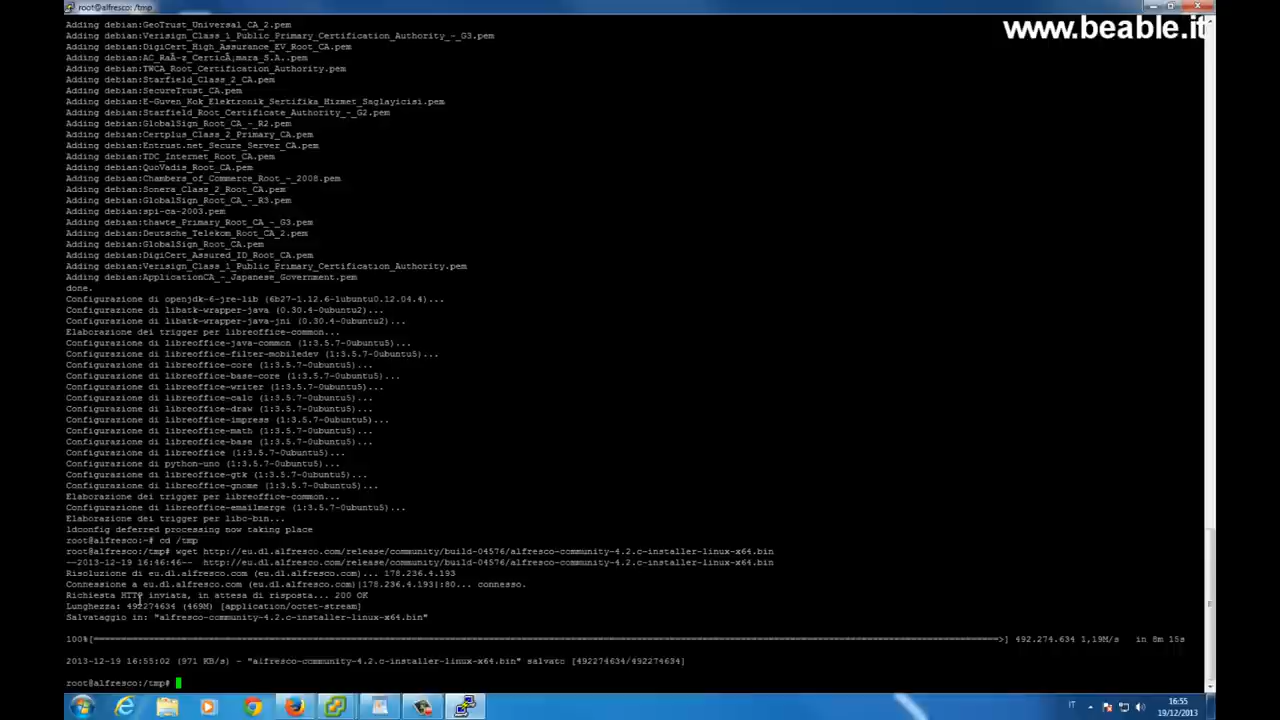 root@alfresco: /tmp
www.beable.it
Adding debian:GeoTrust_Universal_CA_2.pem
Adding debian:Verisign_Class_1_Public_Primary_Certification_Authority_-_G3.pem
Adding debian:DigiCert_High_Assurance_EV_Root_CA.pem
Adding debian:AC_RaÃ­z_CerticÃ¡mara_S.A..pem
Adding debian:TWCA_Root_Certification_Authority.pem
Adding debian:Starfield_Class_2_CA.pem
Adding debian:SecureTrust_CA.pem
Adding debian:E-Guven_Kok_Elektronik_Sertifika_Hizmet_Saglayicisi.pem
Adding debian:Starfield_Root_Certificate_Authority_-_G2.pem
Adding debian:GlobalSign_Root_CA_-_R2.pem
Adding debian:Certplus_Class_2_Primary_CA.pem
Adding debian:Entrust.net_Secure_Server_CA.pem
Adding debian:TDC_Internet_Root_CA.pem
Adding debian:QuoVadis_Root_CA.pem
Adding debian:Chambers_of_Commerce_Root_-_2008.pem
Adding debian:Sonera_Class_2_Root_CA.pem
Adding debian:GlobalSign_Root_CA_-_R3.pem
Adding debian:spi-ca-2003.pem
Adding debian:thawte_Primary_Root_CA_-_G3.pem
Adding debian:Deutsche_Telekom_Root_CA_2.pem
Adding debian:GlobalSign_Root_CA.pem
Adding debian:DigiCert_Assured_ID_Root_CA.pem
Adding debian:Verisign_Class_1_Public_Primary_Certification_Authority.pem
Adding debian:ApplicationCA_-_Japanese_Government.pem
done.
Configurazione di openjdk-6-jre-lib (6b27-1.12.6-1ubuntu0.12.04.4)...
Configurazione di libatk-wrapper-java (0.30.4-0ubuntu2)...
Configurazione di libatk-wrapper-java-jni (0.30.4-0ubuntu2)...
Elaborazione dei trigger per libreoffice-common...
Configurazione di libreoffice-java-common (1:3.5.7-0ubuntu5)...
Configurazione di libreoffice-filter-mobiledev (1:3.5.7-0ubuntu5)...
Configurazione di libreoffice-core (1:3.5.7-0ubuntu5)...
Configurazione di libreoffice-base-core (1:3.5.7-0ubuntu5)...
Configurazione di libreoffice-writer (1:3.5.7-0ubuntu5)...
Configurazione di libreoffice-calc (1:3.5.7-0ubuntu5)...
Configurazione di libreoffice-draw (1:3.5.7-0ubuntu5)...
Configurazione di libreoffice-impress (1:3.5.7-0ubuntu5)...
Configurazione di libreoffice-math (1:3.5.7-0ubuntu5)...
Configurazione di libreoffice-base (1:3.5.7-0ubuntu5)...
Configurazione di libreoffice (1:3.5.7-0ubuntu5)...
Configurazione di python-uno (1:3.5.7-0ubuntu5)...
Configurazione di libreoffice-gtk (1:3.5.7-0ubuntu5)...
Configurazione di libreoffice-gnome (1:3.5.7-0ubuntu5)...
Elaborazione dei trigger per libreoffice-common...
Configurazione di libreoffice-emailmerge (1:3.5.7-0ubuntu5)...
Elaborazione dei trigger per libc-bin...
ldconfig deferred processing now taking place
root@alfresco:~# cd /tmp
root@alfresco:/tmp# wget http://eu.dl.alfresco.com/release/community/build-04576/alfresco-community-4.2.c-installer-linux-x64.bin
--2013-12-19 16:46:46-- http://eu.dl.alfresco.com/release/community/build-04576/alfresco-community-4.2.c-installer-linux-x64.bin
Risoluzione di eu.dl.alfresco.com (eu.dl.alfresco.com)... 178.236.4.193
Connessione a eu.dl.alfresco.com (eu.dl.alfresco.com)|178.236.4.193|:80... connesso.
Richiesta HTTP inviata, in attesa di risposta... 200 OK
Lunghezza: 492274634 (469M) [application/octet-stream]
Salvataggio in: "alfresco-community-4.2.c-installer-linux-x64.bin"
100%[======================================>] 492.274.634 1,19M/s in 8m 15s
2013-12-19 16:55:02 (971 KB/s) - "alfresco-community-4.2.c-installer-linux-x64.bin" salvato [492274634/492274634]
root@alfresco:/tmp#
IT
16:55
19/12/2013